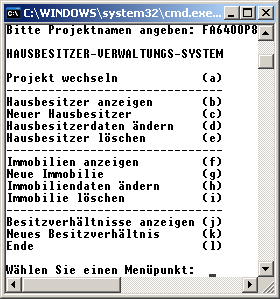 C:\WINDOWS\system32\cmd.exe...
Bitte Projektnamen angeben: FA6400P8
HAUSBESITZER-VERWALTUNGS-SYSTEM
Projekt wechseln (a)
-----------------------------
Hausbesitzer anzeigen (b)
Neuer Hausbesitzer (c)
Hausbesitzerdaten ändern (d)
Hausbesitzer löschen (e)
-----------------------------
Immobilien anzeigen (f)
Neue Immobilie (g)
Immobiliendaten ändern (h)
Immobilie löschen (i)
-----------------------------
Besitzverhältnisse anzeigen (j)
Neues Besitzverhältnis (k)
Ende (l)
Wählen Sie einen Menüpunkt: _